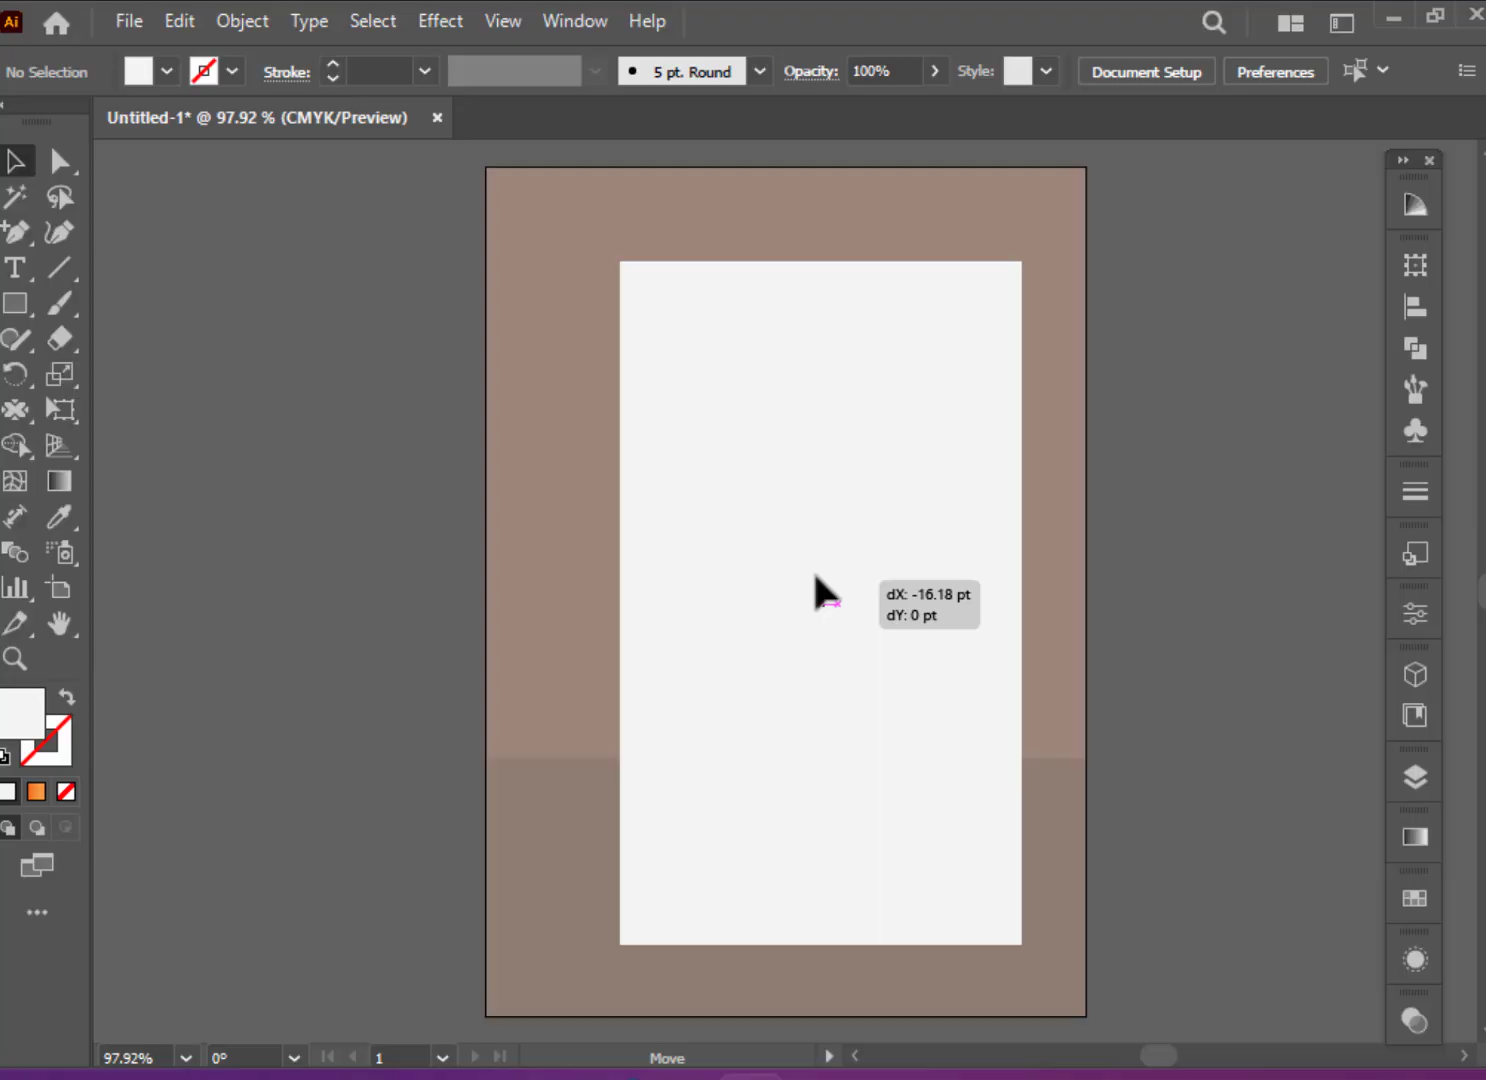 Ai File Edit Object Type Select Effect View Window Help
No Selection Stroke: 5 pt. Round Opacity: 100% Style: Document Setup Preferences
Untitled-1* @ 97.92 % (CMYK/Preview)
dX: -16.18 pt
dY: 0 pt
97.92% 0° 1 Move